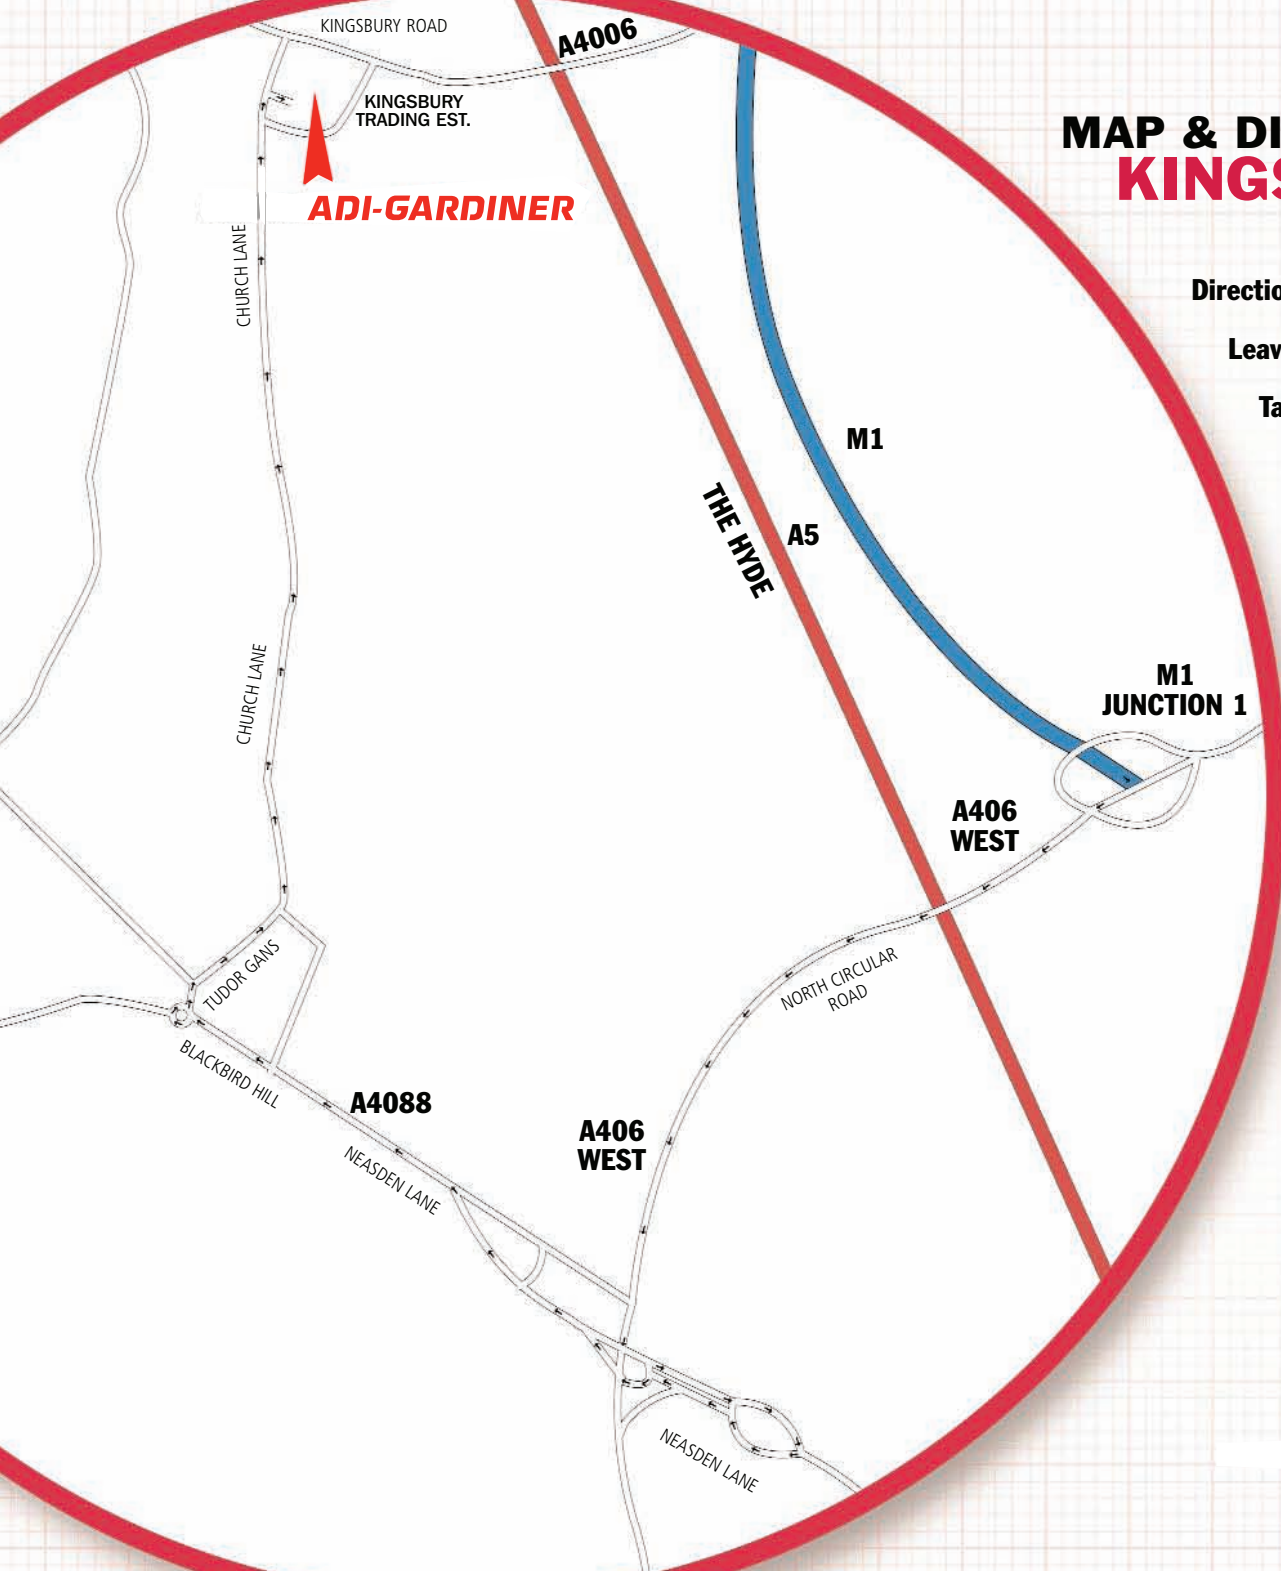 KINGSBURY ROAD
A4006
KINGSBURY
TRADING EST.
ADI-GARDINER
CHURCH LANE
MAP & DI
KINGS
Directio
Leav
Ta
M1
THE HYDE
A5
CHURCH LANE
M1
JUNCTION 1
A406
WEST
NORTH CIRCULAR
ROAD
TUDOR GANS
BLACKBIRD HILL
A4088
NEASDEN LANE
A406
WEST
NEASDEN LANE